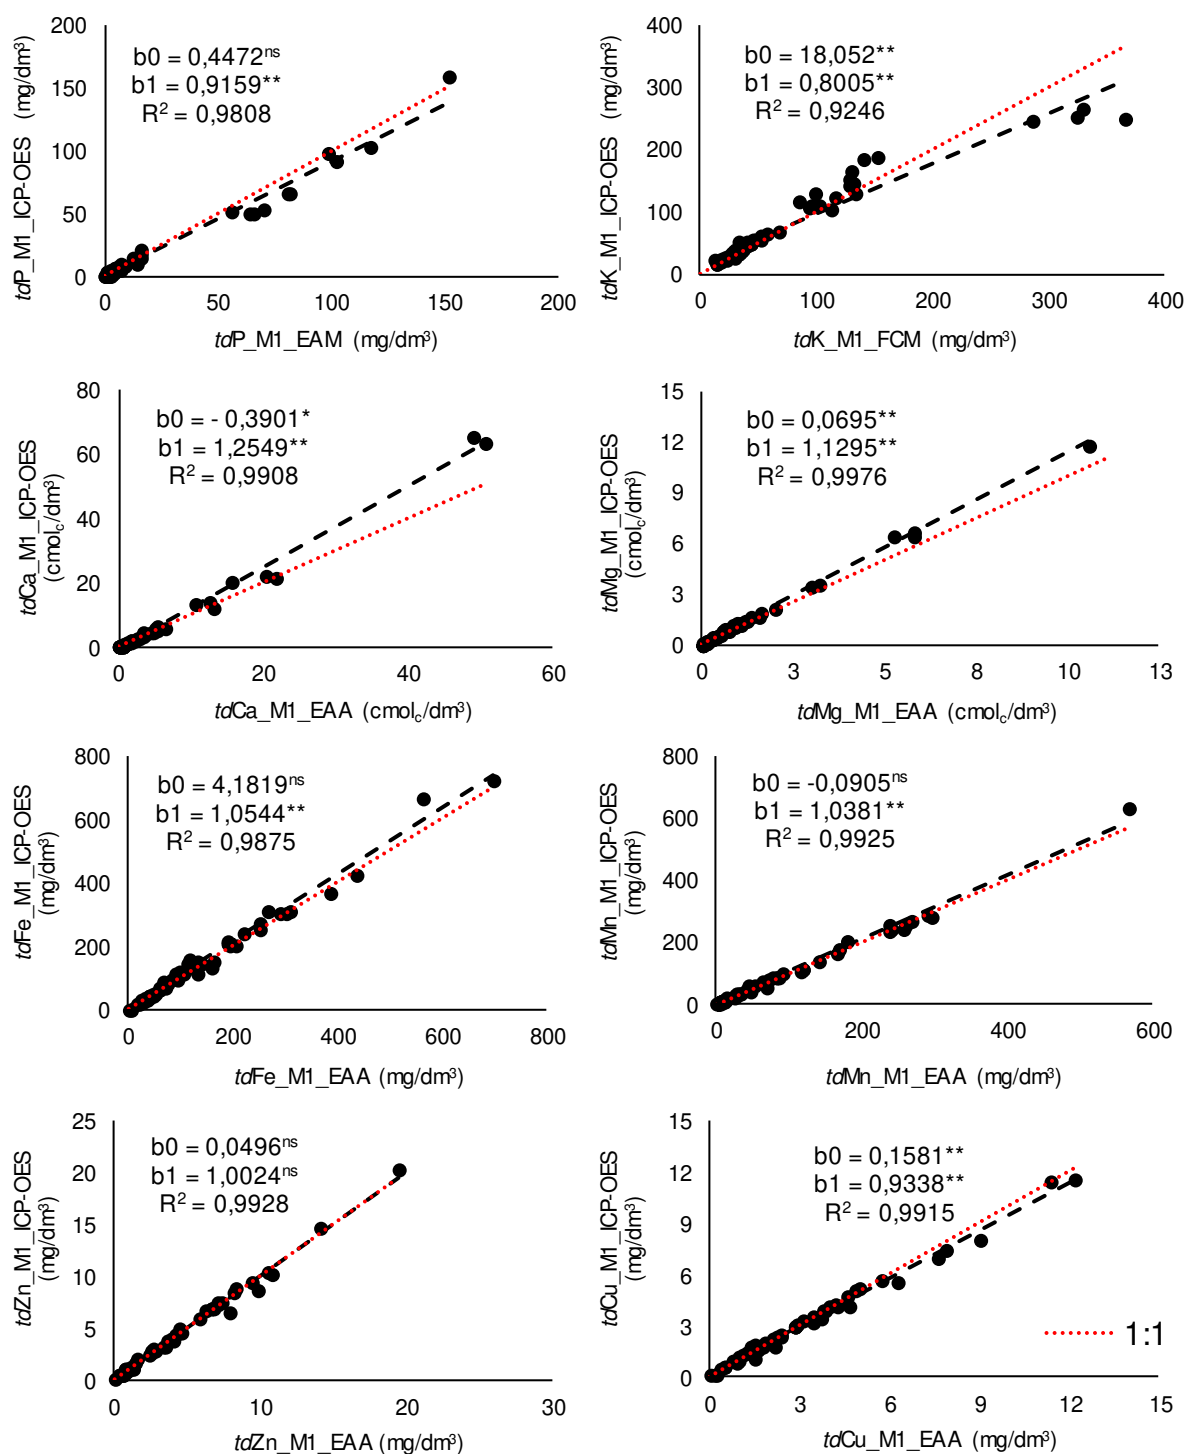 tdP_M1_ICP-OES (mg/dm³)
200
150
100
50
0
b0 = 0,4472ns
b1 = 0,9159**
R² = 0,9808
0 50 100 150 200
tdP_M1_EAM (mg/dm³)
tdK_M1_ICP-OES (mg/dm³)
400
300
200
100
0
b0 = 18,052**
b1 = 0,8005**
R² = 0,9246
0 100 200 300 400
tdK_M1_FCM (mg/dm³)
tdCa_M1_ICP-OES
(cmolc/dm³)
80
60
40
20
0
b0 = - 0,3901*
b1 = 1,2549**
R² = 0,9908
0 20 40 60
tdCa_M1_EAA (cmolc/dm³)
tdMg_M1_ICP-OES
(cmolc/dm³)
15
12
9
6
3
0
b0 = 0,0695**
b1 = 1,1295**
R² = 0,9976
0 3 5 8 10 13
tdMg_M1_EAA (cmolc/dm³)
tdFe_M1_ICP-OES
(mg/dm³)
800
600
400
200
0
b0 = 4,1819ns
b1 = 1,0544**
R² = 0,9875
0 200 400 600 800
tdFe_M1_EAA (mg/dm³)
tdMn_M1_ICP-OES
(mg/dm³)
800
600
400
200
0
b0 = -0,0905ns
b1 = 1,0381**
R² = 0,9925
0 200 400 600
tdMn_M1_EAA (mg/dm³)
tdZn_M1_ICP-OES
(mg/dm³)
25
20
15
10
5
0
b0 = 0,0496ns
b1 = 1,0024ns
R² = 0,9928
0 10 20 30
tdZn_M1_EAA (mg/dm³)
tdCu_M1_ICP-OES
(mg/dm³)
15
12
9
6
3
0
b0 = 0,1581**
b1 = 0,9338**
R² = 0,9915
1:1
0 3 6 9 12 15
tdCu_M1_EAA (mg/dm³)